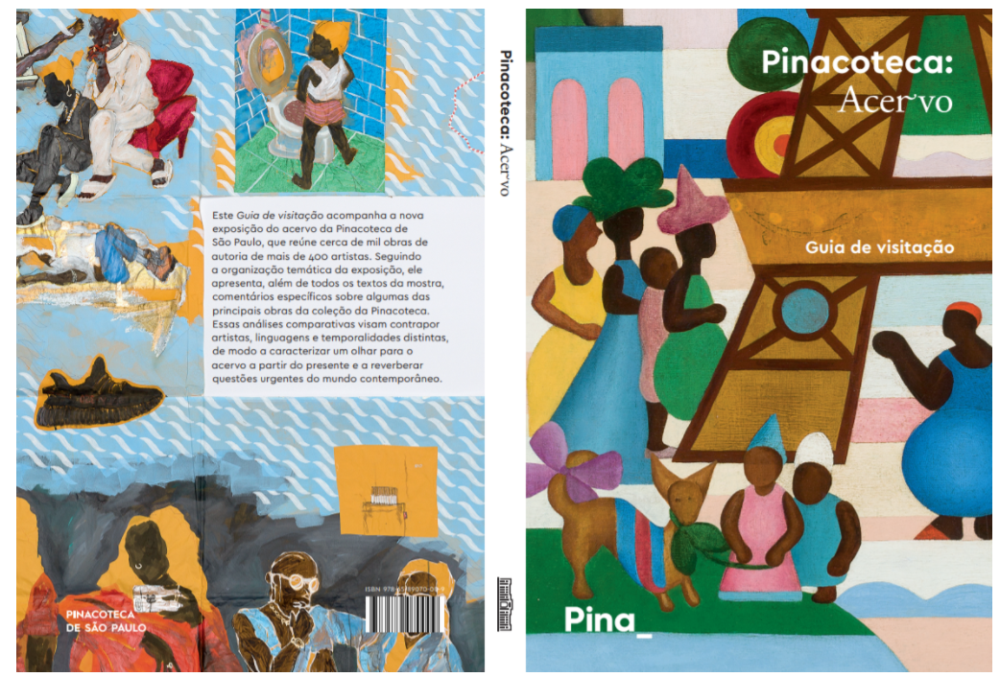 Este Guia de visitação acompanha a nova
exposição do acervo da Pinacoteca de
São Paulo, que reúne cerca de mil obras de
autoria de mais de 400 artistas. Seguindo
a organização temática da exposição, ele
apresenta, além de todos os textos da mostra,
comentários específicos sobre algumas das
principais obras da coleção da Pinacoteca.
Essas análises comparativas visam contrapor
artistas, linguagens e temporalidades distintas,
de modo a caracterizar um olhar para o
acervo a partir do presente e a reverberar
questões urgentes do mundo contemporâneo.
PINACOTECA
DE SÃO PAULO
ISBN 978
Pinacoteca: Acervo
Pinacoteca:
Acervo
Guia de visitação
Pina_